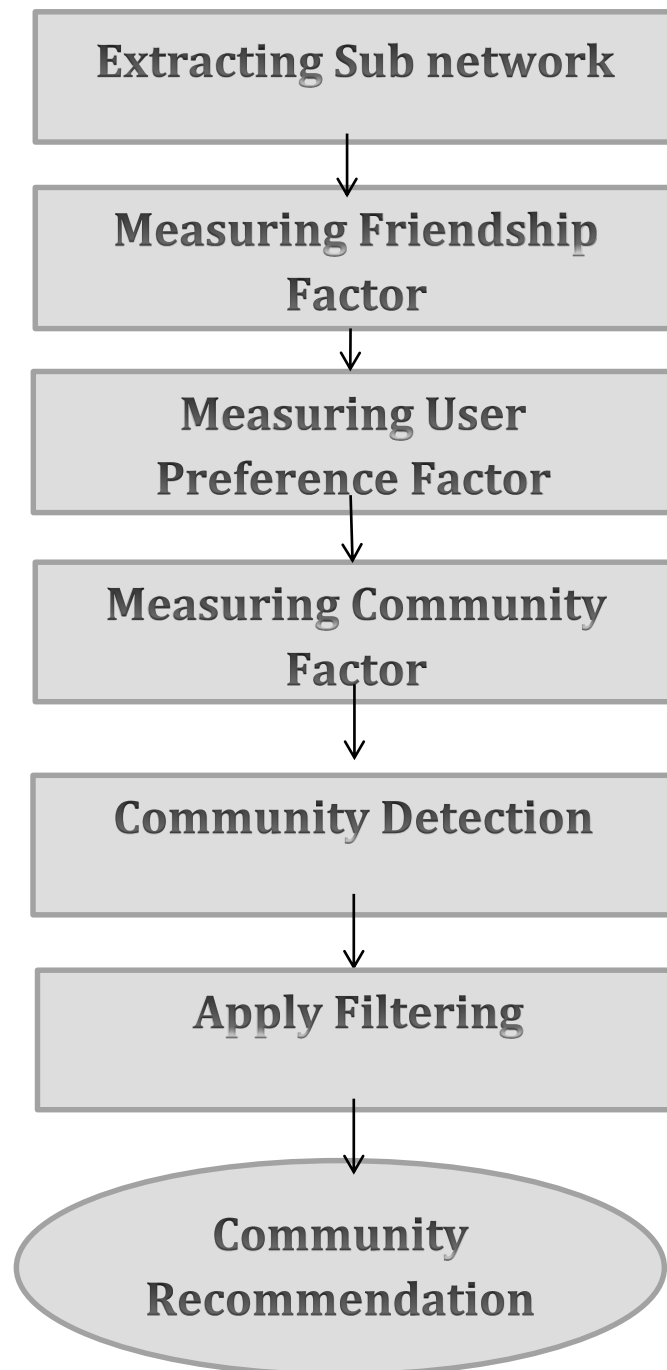 Extracting Sub network
Measuring Friendship
Factor
Measuring User
Preference Factor
Measuring Community
Factor
Community Detection
Apply Filtering
Community
Recommendation